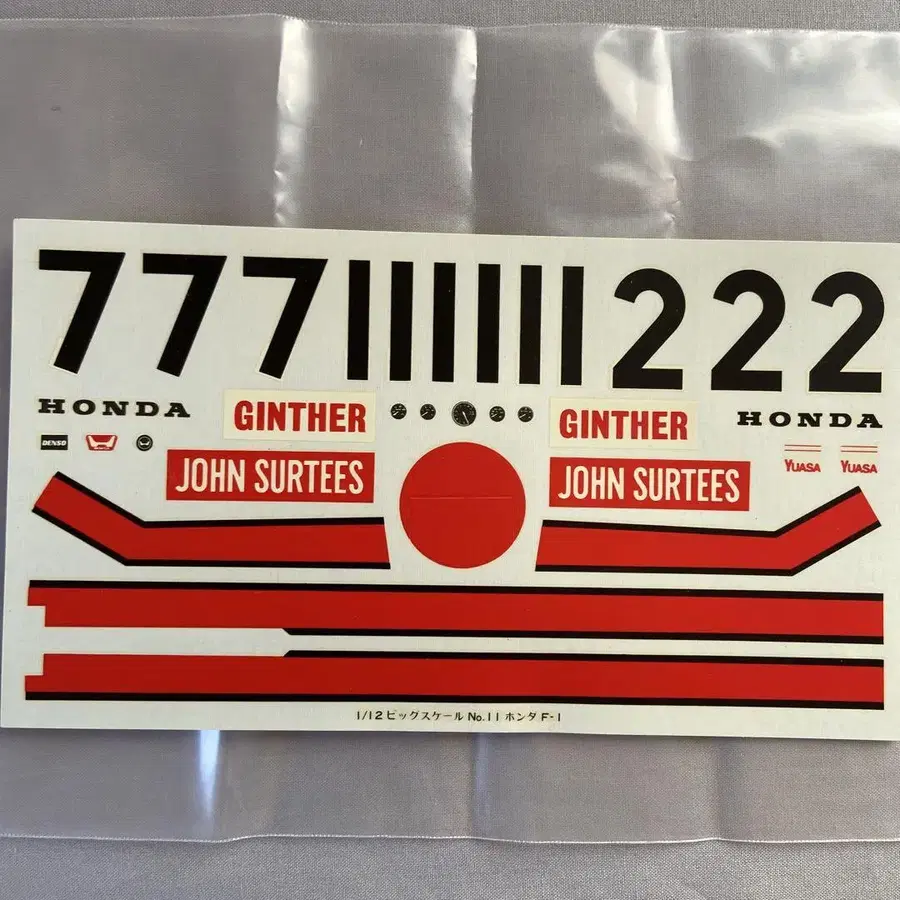 777 1111111 222
HONDA GINTHER GINTHER HONDA
DENSO JOHN SURTEES JOHN SURTEES YUASA YUASA
1/12ビッグスケール No.11 ホンダ F-1